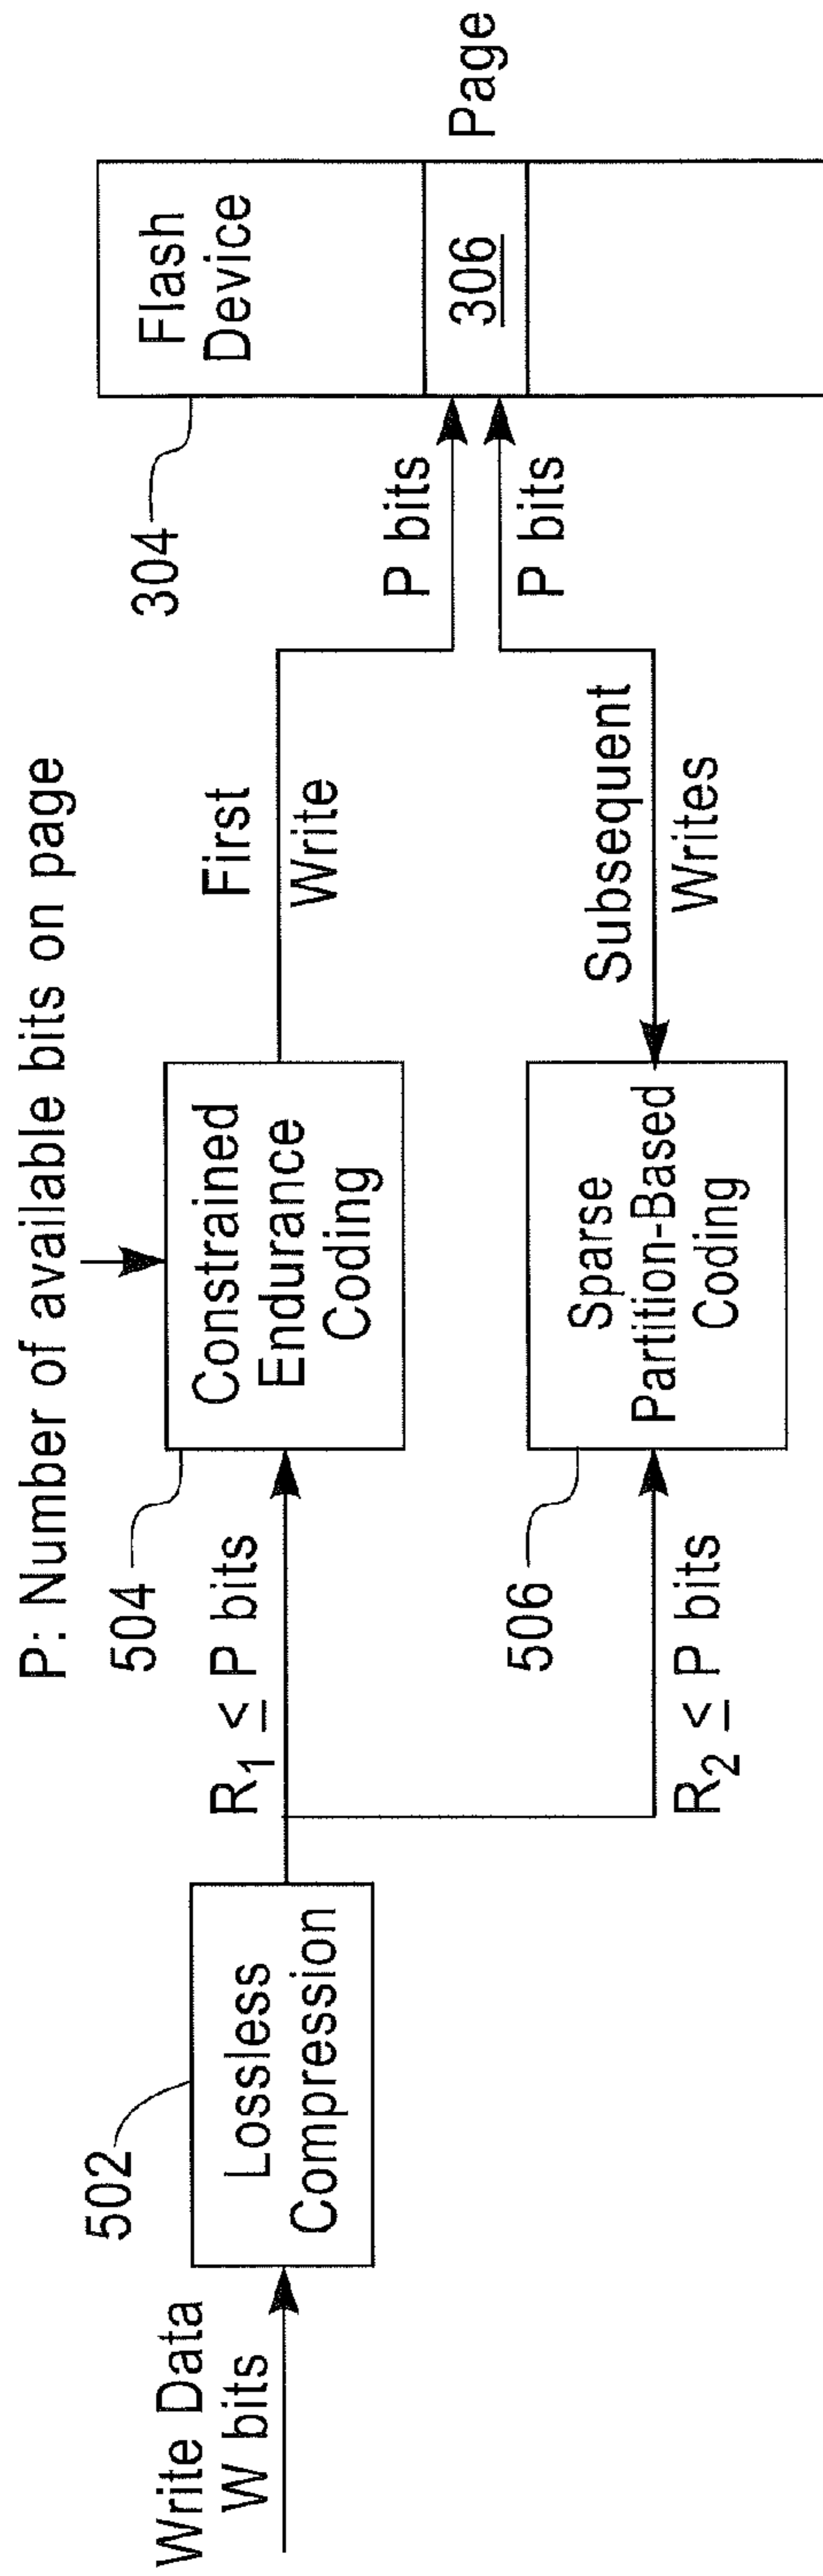 P: Number of available bits on page
Write Data
W bits
502
Lossless
Compression
R1 ≤ P bits
R2 ≤ P bits
504
Constrained
Endurance
Coding
506
Sparse
Partition-Based
Coding
First
Write
Subsequent
Writes
P bits
P bits
304
Flash
Device
306
Page